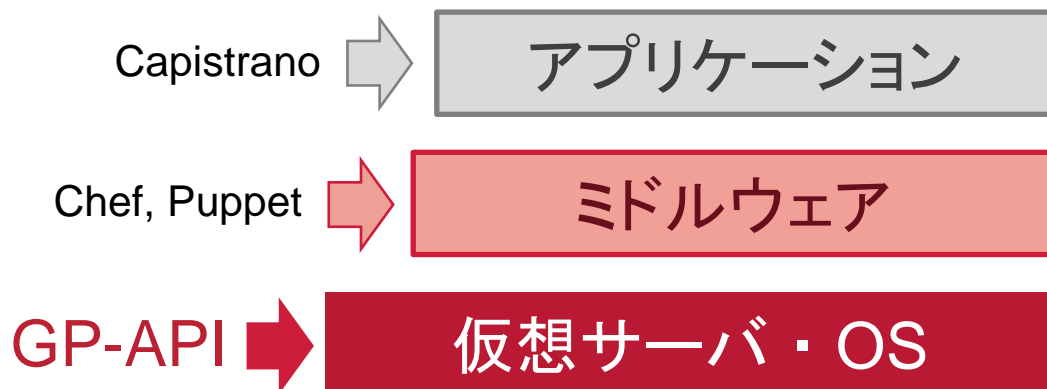 Capistrano アプリケーション
Chef, Puppet ミドルウェア
GP-API 仮想サーバ・OS